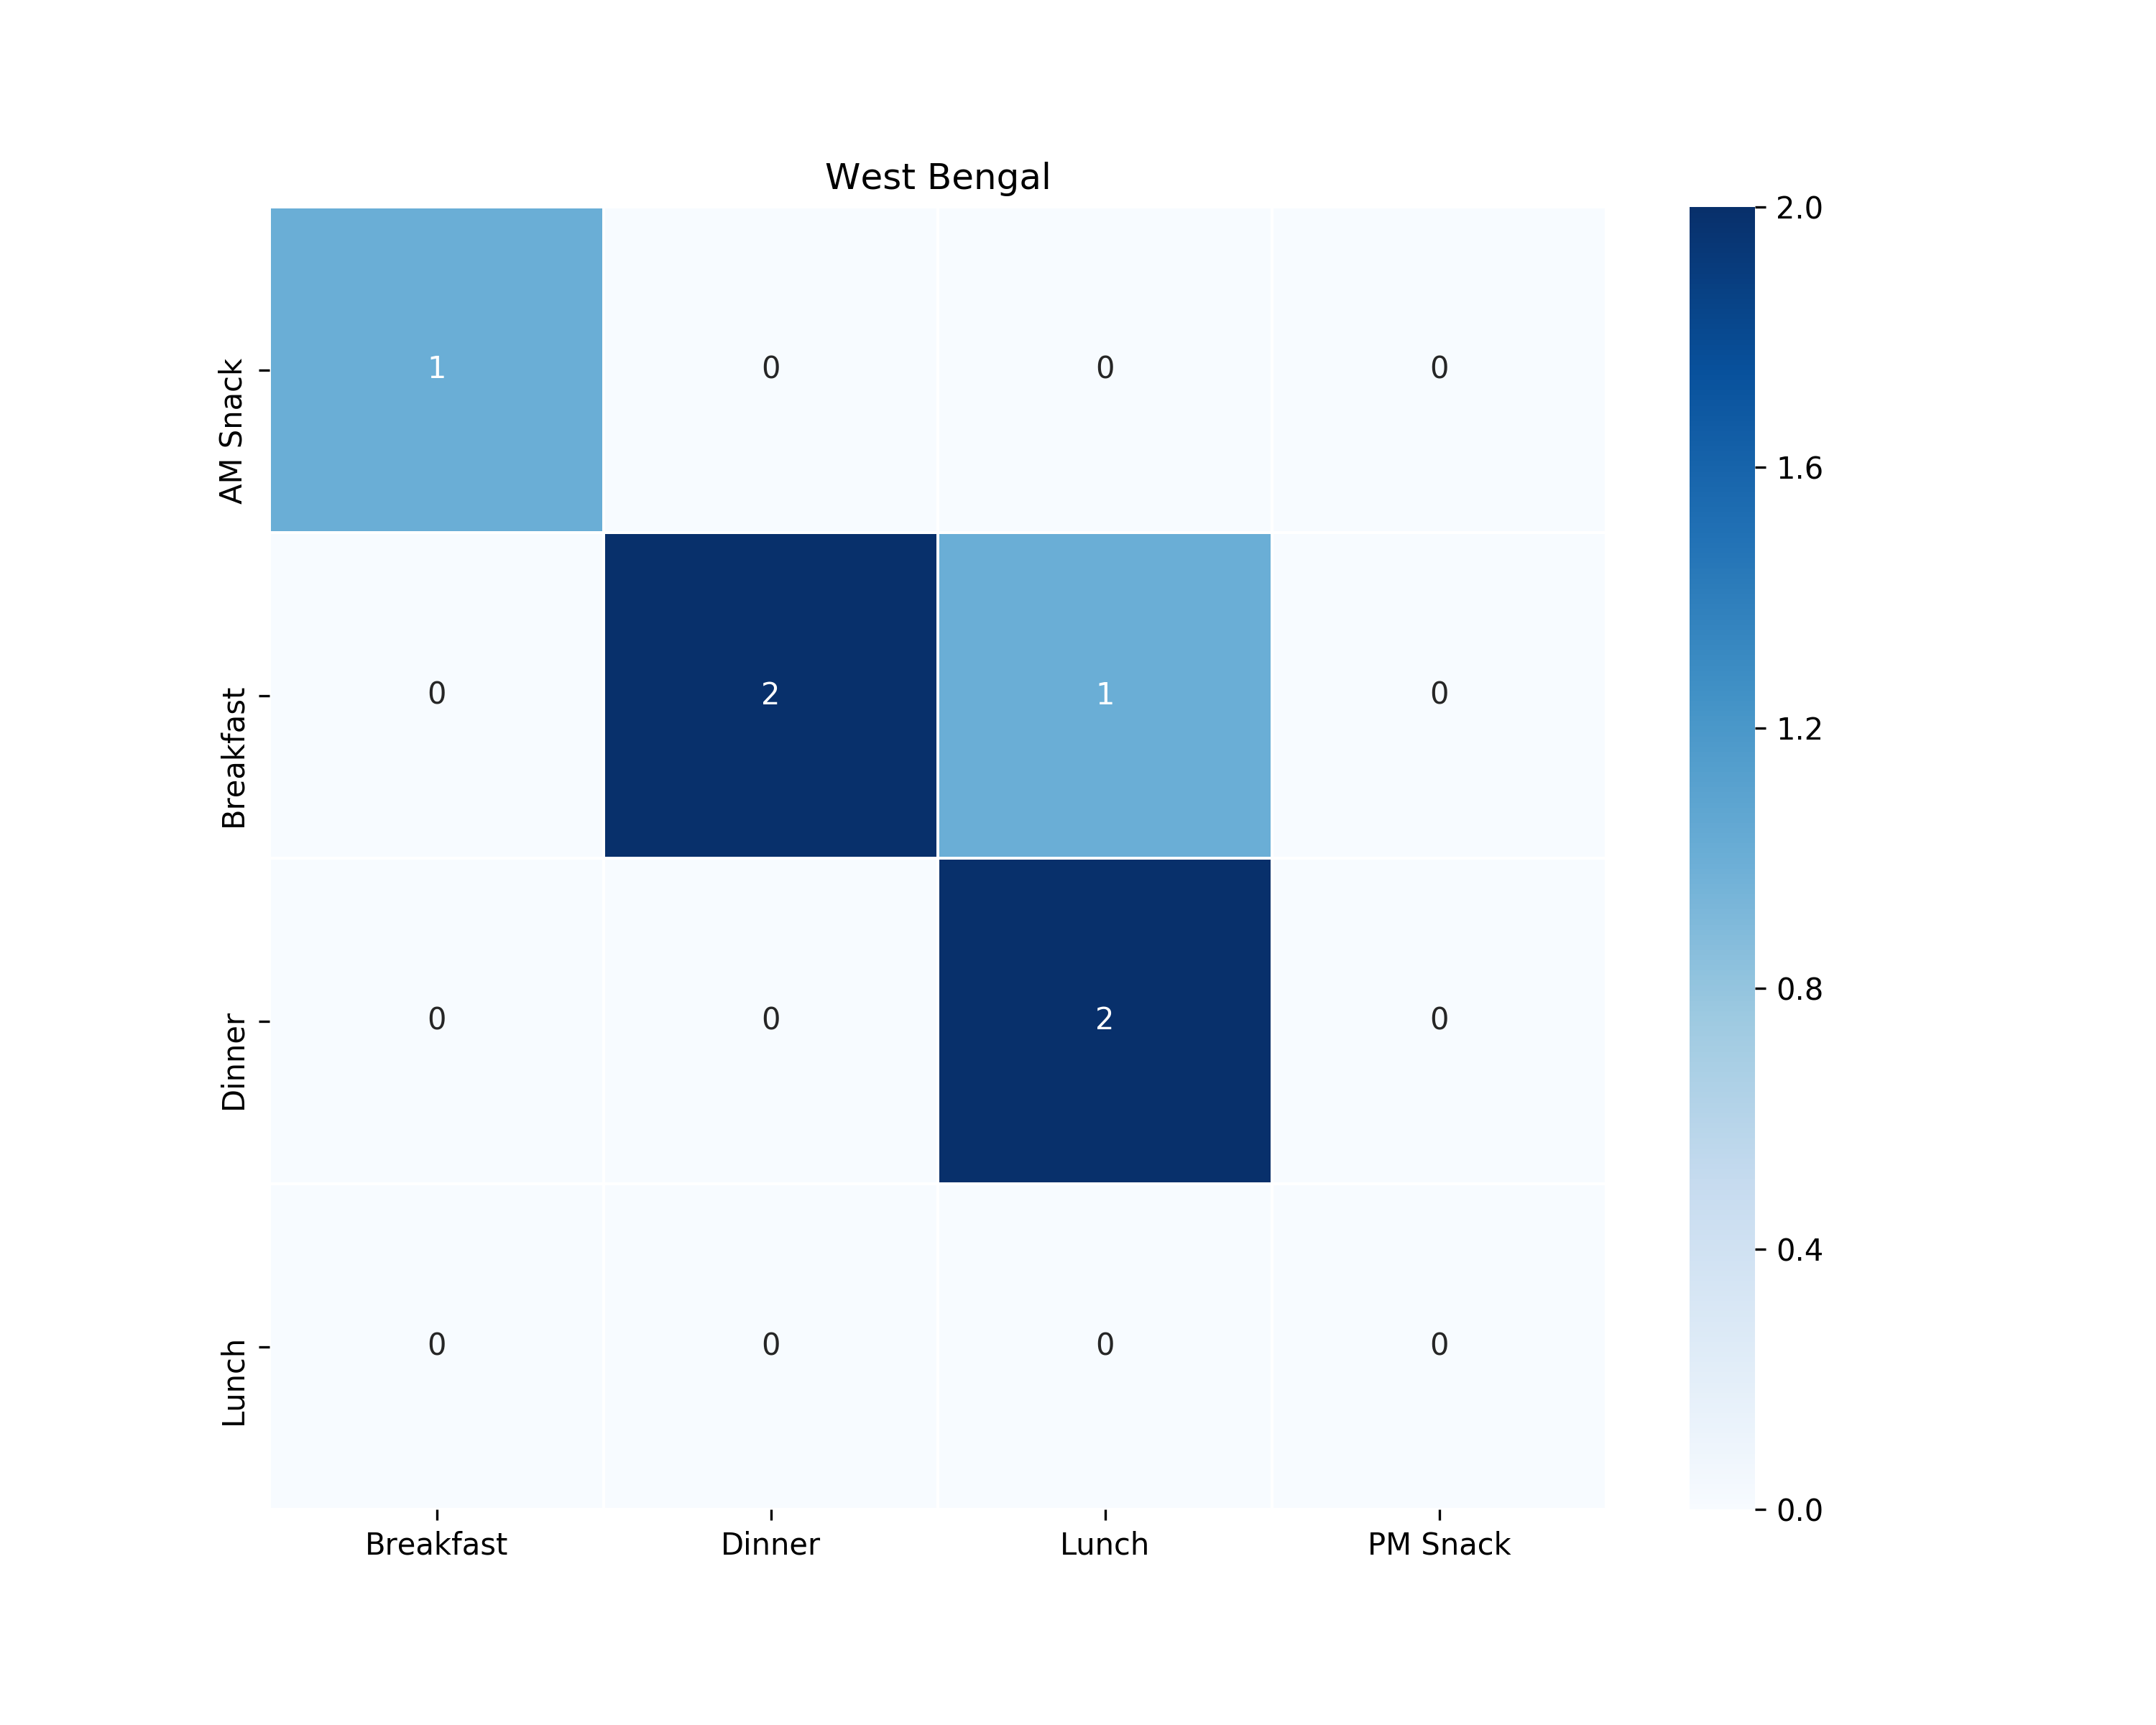 West Bengal
AM Snack 1 0 0 0
Breakfast 0 2 1 0
Dinner 0 0 2 0
Lunch 0 0 0 0
Breakfast Dinner Lunch PM Snack
2.0
1.6
1.2
0.8
0.4
0.0